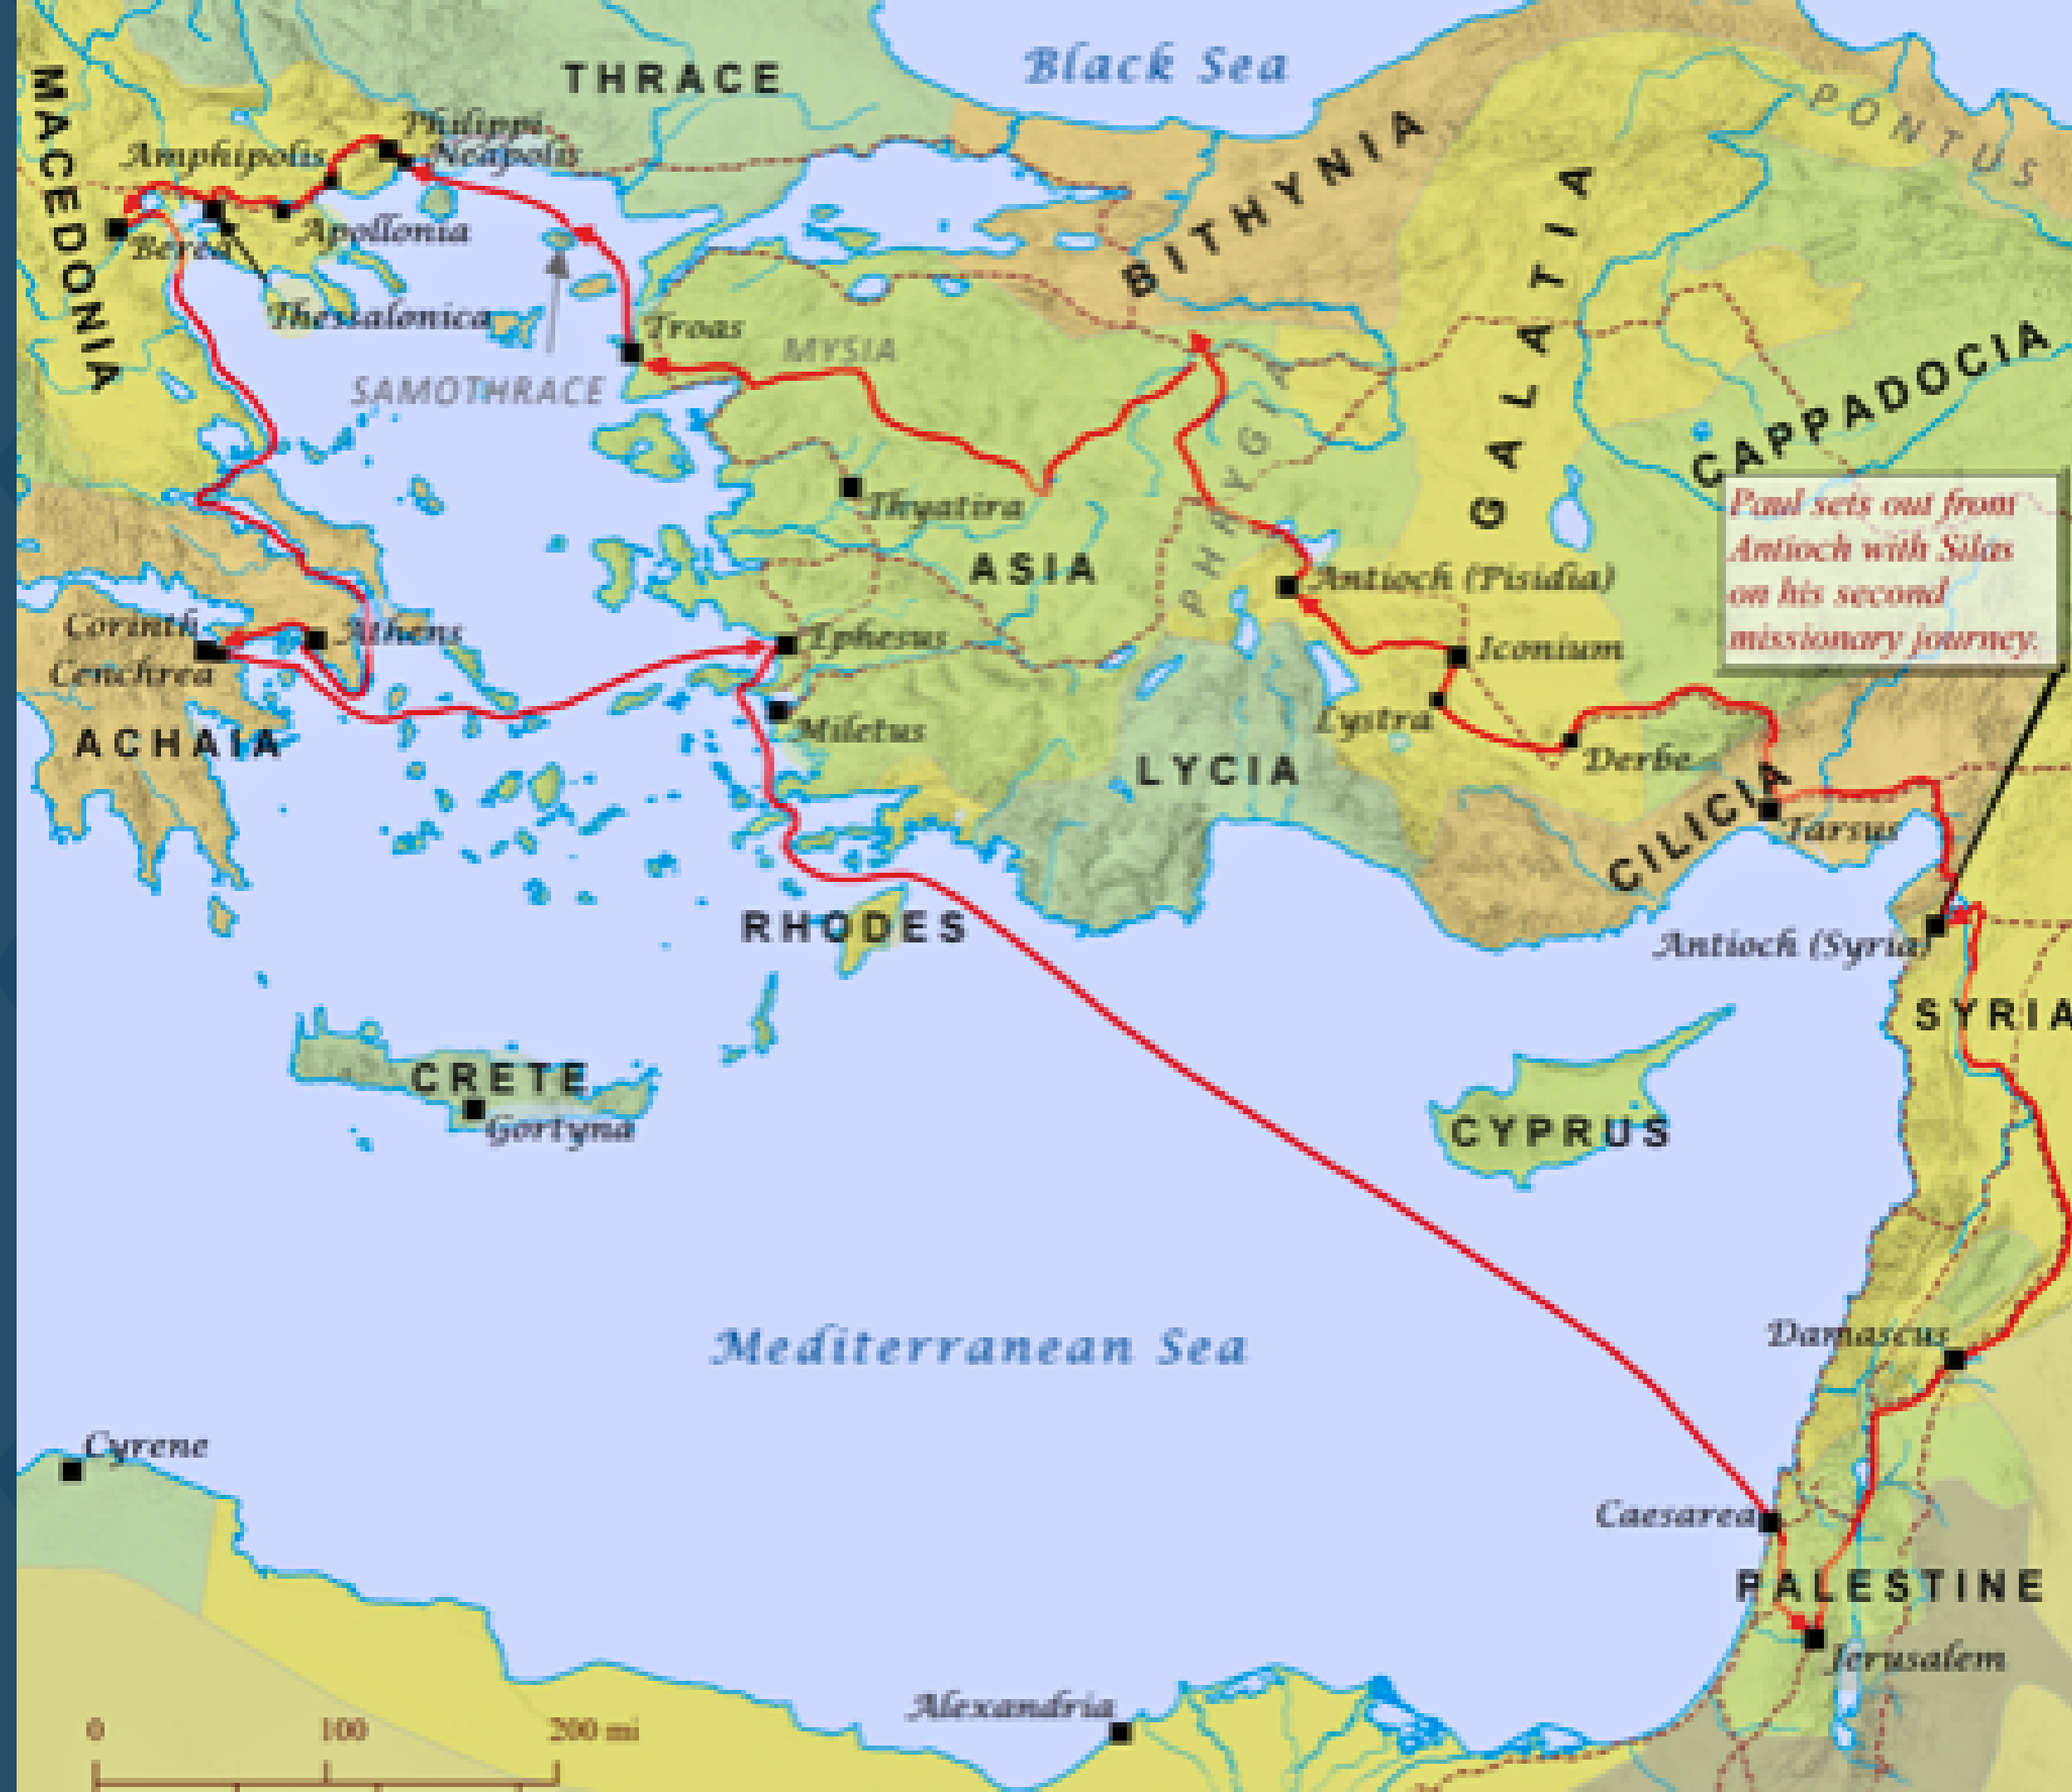 Black Sea
THRACE
MACEDONIA
Philippi
Neapolis
Amphipolis
Apollonia
Berea
Thessalonica
SAMOTHRACE
Troas
MYSIA
BITHYNIA
PONTUS
GALATIA
CAPPADOCIA
PHRYGIA
Paul sets out from
Antioch with Silas
on his second
missionary journey.
Thyatira
ASIA
Antioch (Pisidia)
Corinth
Cenchrea
Athens
Ephesus
Iconium
ACHAIA
Miletus
Lystra
Derbe
LYCIA
CILICIA
Tarsus
RHODES
Antioch (Syria)
SYRIA
CRETE
Gortyna
CYPRUS
Mediterranean Sea
Damascus
Cyrene
Caesarea
PALESTINE
Jerusalem
Alexandria
0 100 200 mi